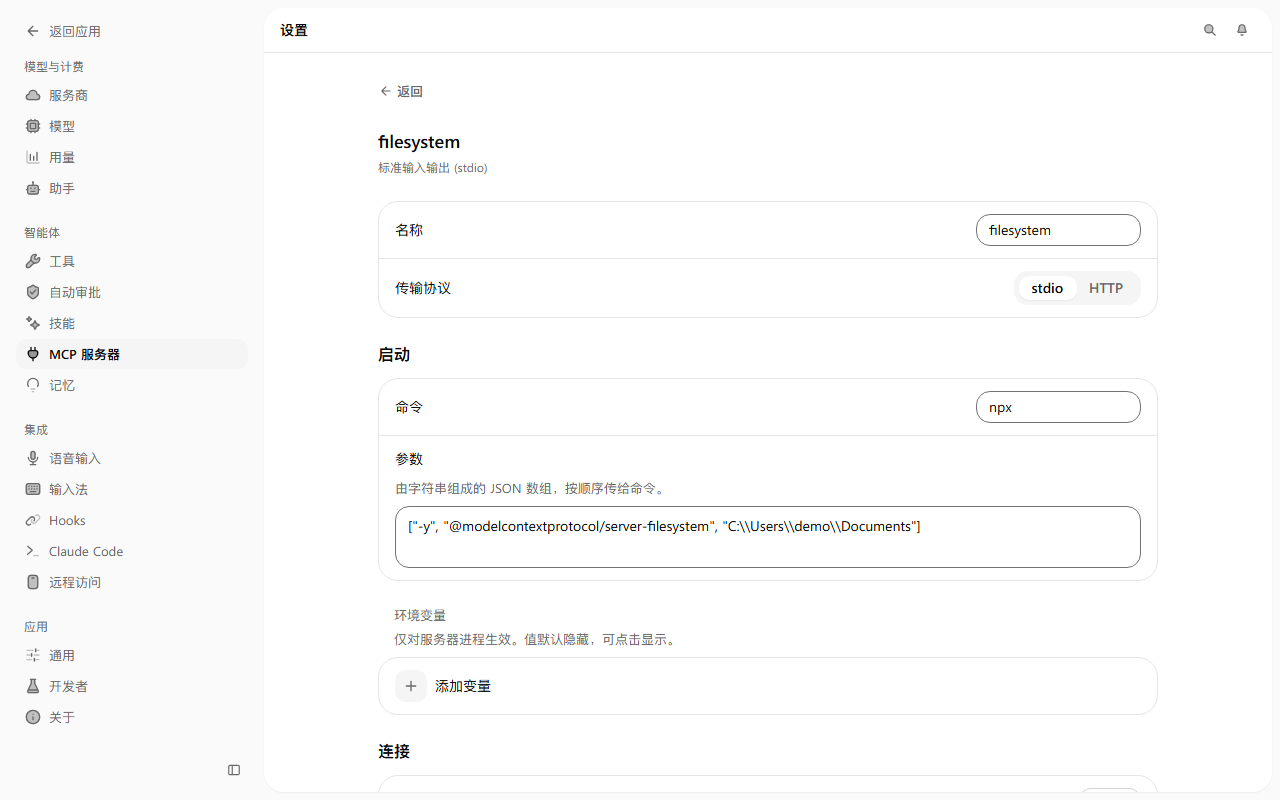 返回应用
模型与计费
服务商
模型
用量
助手
智能体
工具
自动审批
技能
MCP 服务器
记忆
集成
语音输入
输入法
Hooks
Claude Code
远程访问
应用
通用
开发者
关于
设置
返回
filesystem
标准输入输出 (stdio)
名称
filesystem
传输协议
stdio
HTTP
启动
命令
npx
参数
由字符串组成的 JSON 数组，按顺序传给命令。
["-y", "@modelcontextprotocol/server-filesystem", "C:\\Users\\demo\\Documents"]
环境变量
仅对服务器进程生效。值默认隐藏，可点击显示。
添加变量
连接